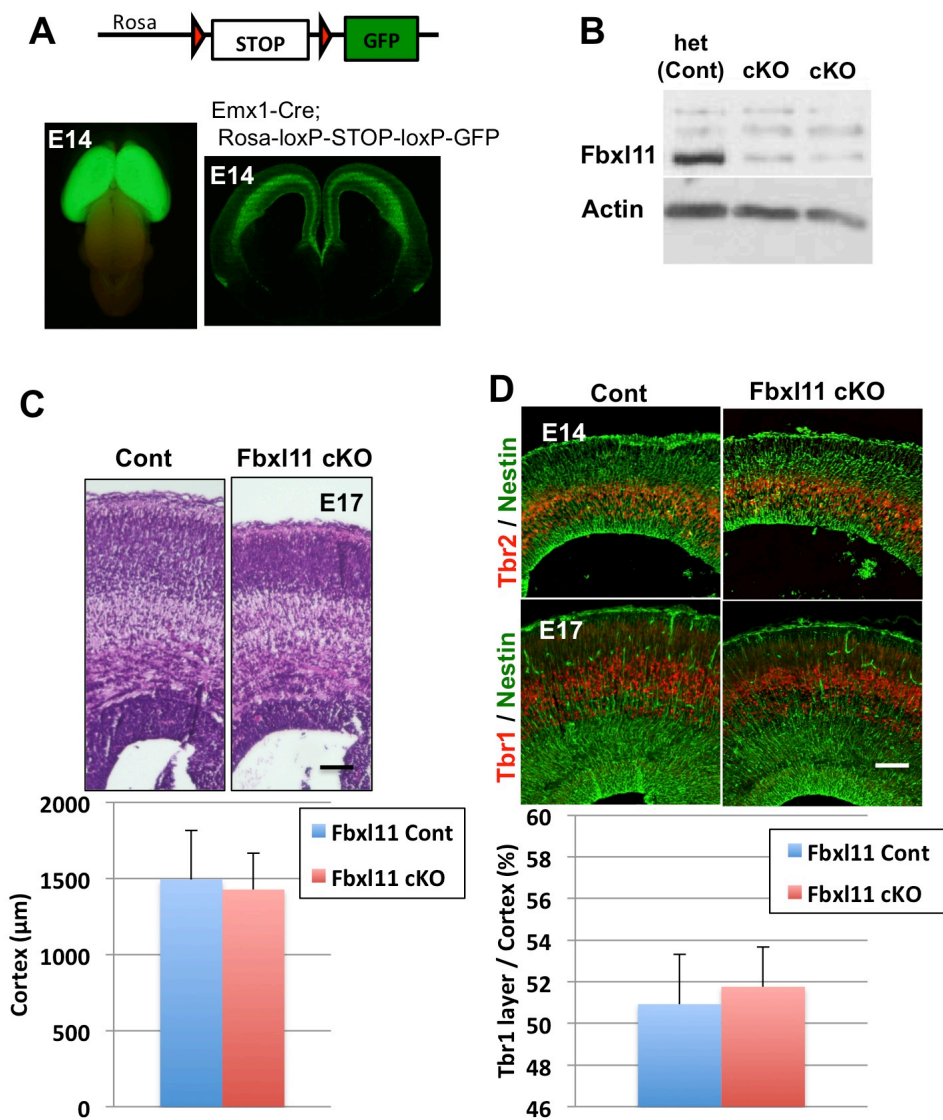 A
Rosa
STOP
GFP
Emx1-Cre;
Rosa-loxP-STOP-loxP-GFP
E14
E14
B
het
(Cont) cKO cKO
Fbxl11
Actin
C
Cont
Fbxl11 cKO
E17
2000
1500
1000
500
0
Cortex (μm)
Fbxl11 Cont
Fbxl11 cKO
D
Cont
Fbxl11 cKO
E14
Tbr2 / Nestin
E17
Tbr1 / Nestin
60
58
56
54
52
50
48
46
Tbr1 layer / Cortex (%)
Fbxl11 Cont
Fbxl11 cKO